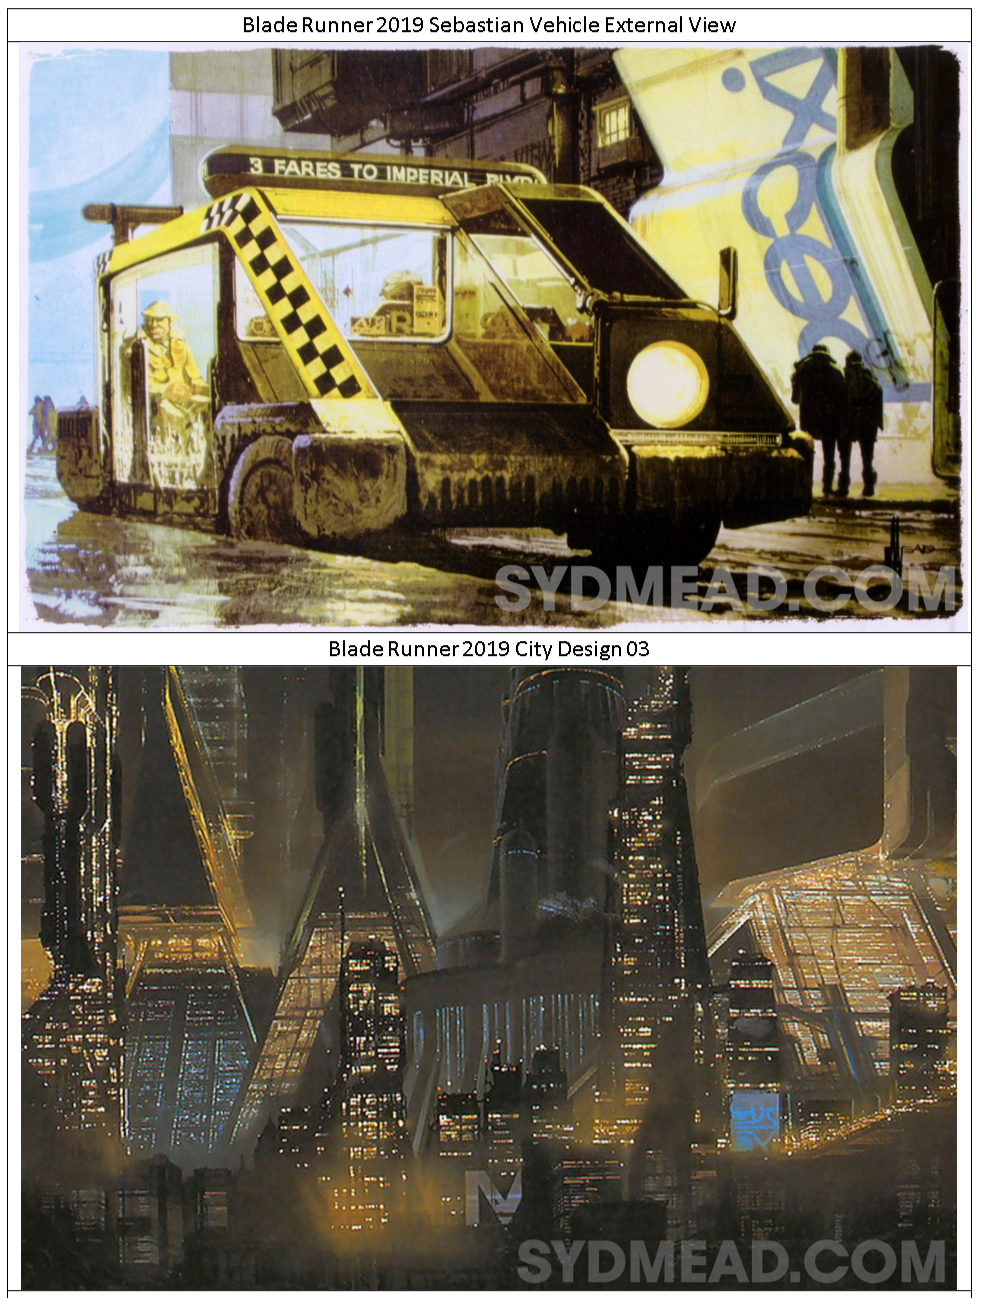 Blade Runner 2019 Sebastian Vehicle External View
3 FARES TO IMPERIAL BLVD
SYDMEAD.COM
Blade Runner 2019 City Design 03
SYDMEAD.COM